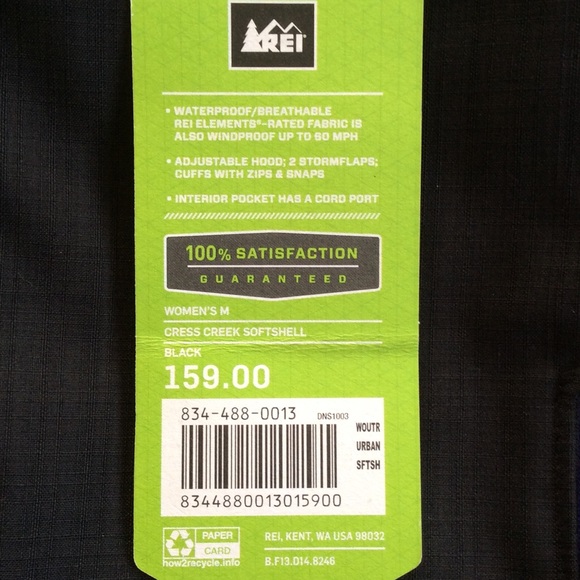 REI
• WATERPROOF/BREATHABLE
REI ELEMENTS®-RATED FABRIC IS
ALSO WINDPROOF UP TO 60 MPH
• ADJUSTABLE HOOD; 2 STORMFLAPS;
CUFFS WITH ZIPS & SNAPS
• INTERIOR POCKET HAS A CORD PORT
100% SATISFACTION
GUARANTEED
WOMEN'S M
CRESS CREEK SOFTSHELL
BLACK
159.00
834-488-0013 DNS1003
WOUTR
URBAN
SFTSH
8344880013015900
PAPER
CARD
how2recycle.info
REI, KENT, WA USA 98032
B.F13.014.8246